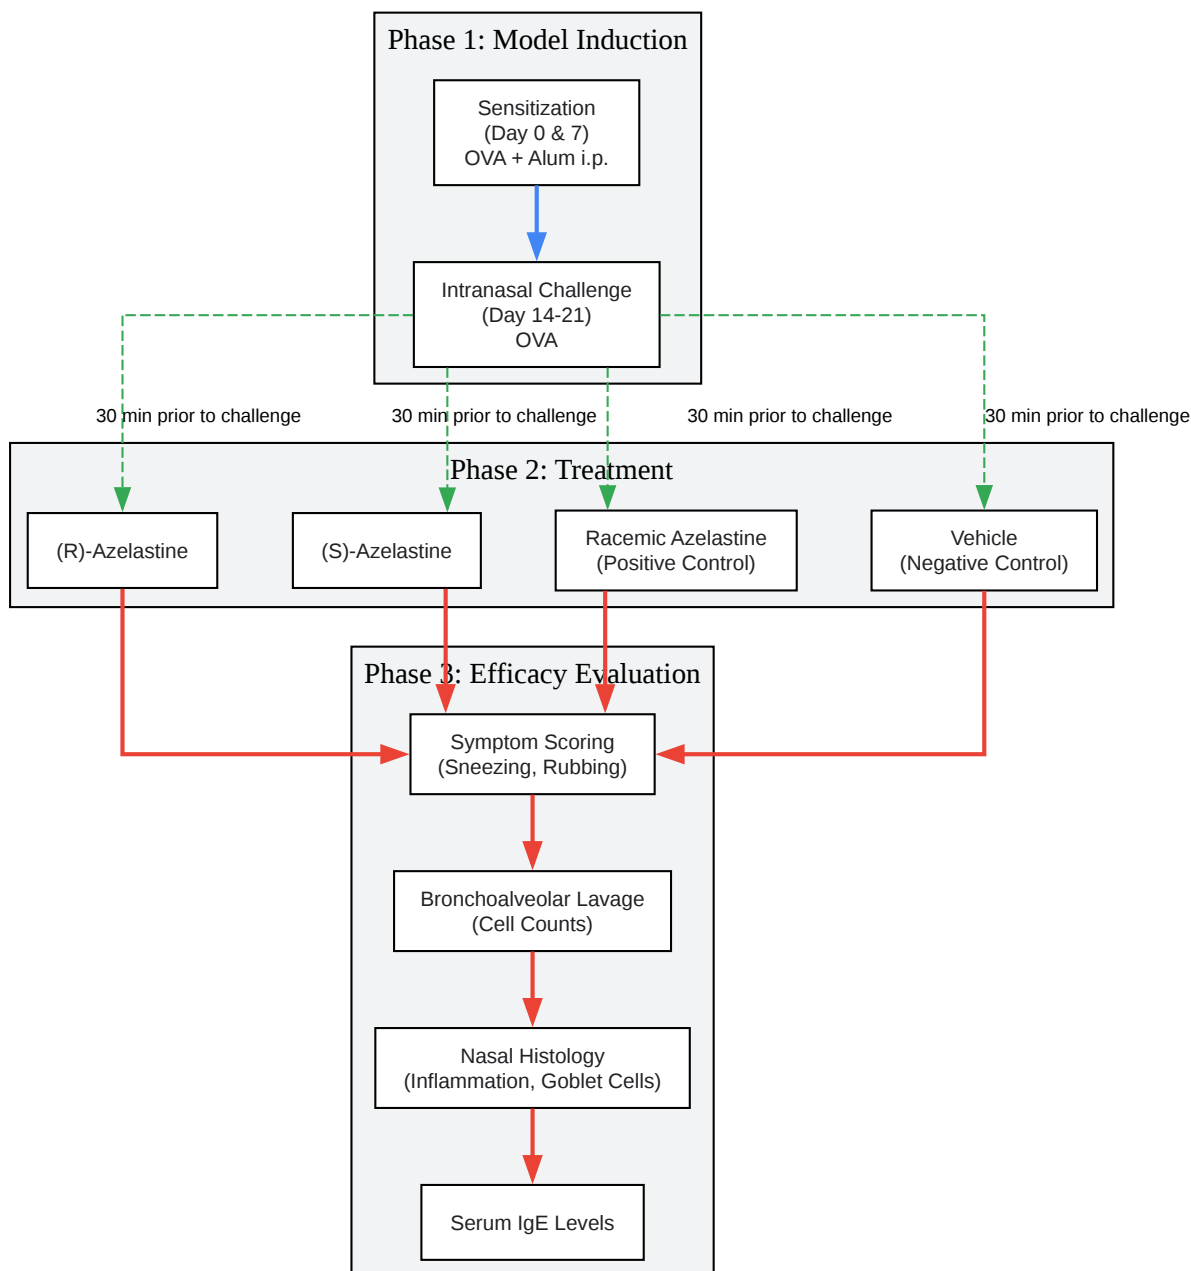 Phase 1: Model Induction
Sensitization
(Day 0 & 7)
OVA + Alum i.p.
Intranasal Challenge
(Day 14-21)
OVA
30 min prior to challenge
30 min prior to challenge
30 min prior to challenge
30 min prior to challenge
Phase 2: Treatment
(R)-Azelastine
(S)-Azelastine
Racemic Azelastine
(Positive Control)
Vehicle
(Negative Control)
Phase 3: Efficacy Evaluation
Symptom Scoring
(Sneezing, Rubbing)
Bronchoalveolar Lavage
(Cell Counts)
Nasal Histology
(Inflammation, Goblet Cells)
Serum IgE Levels